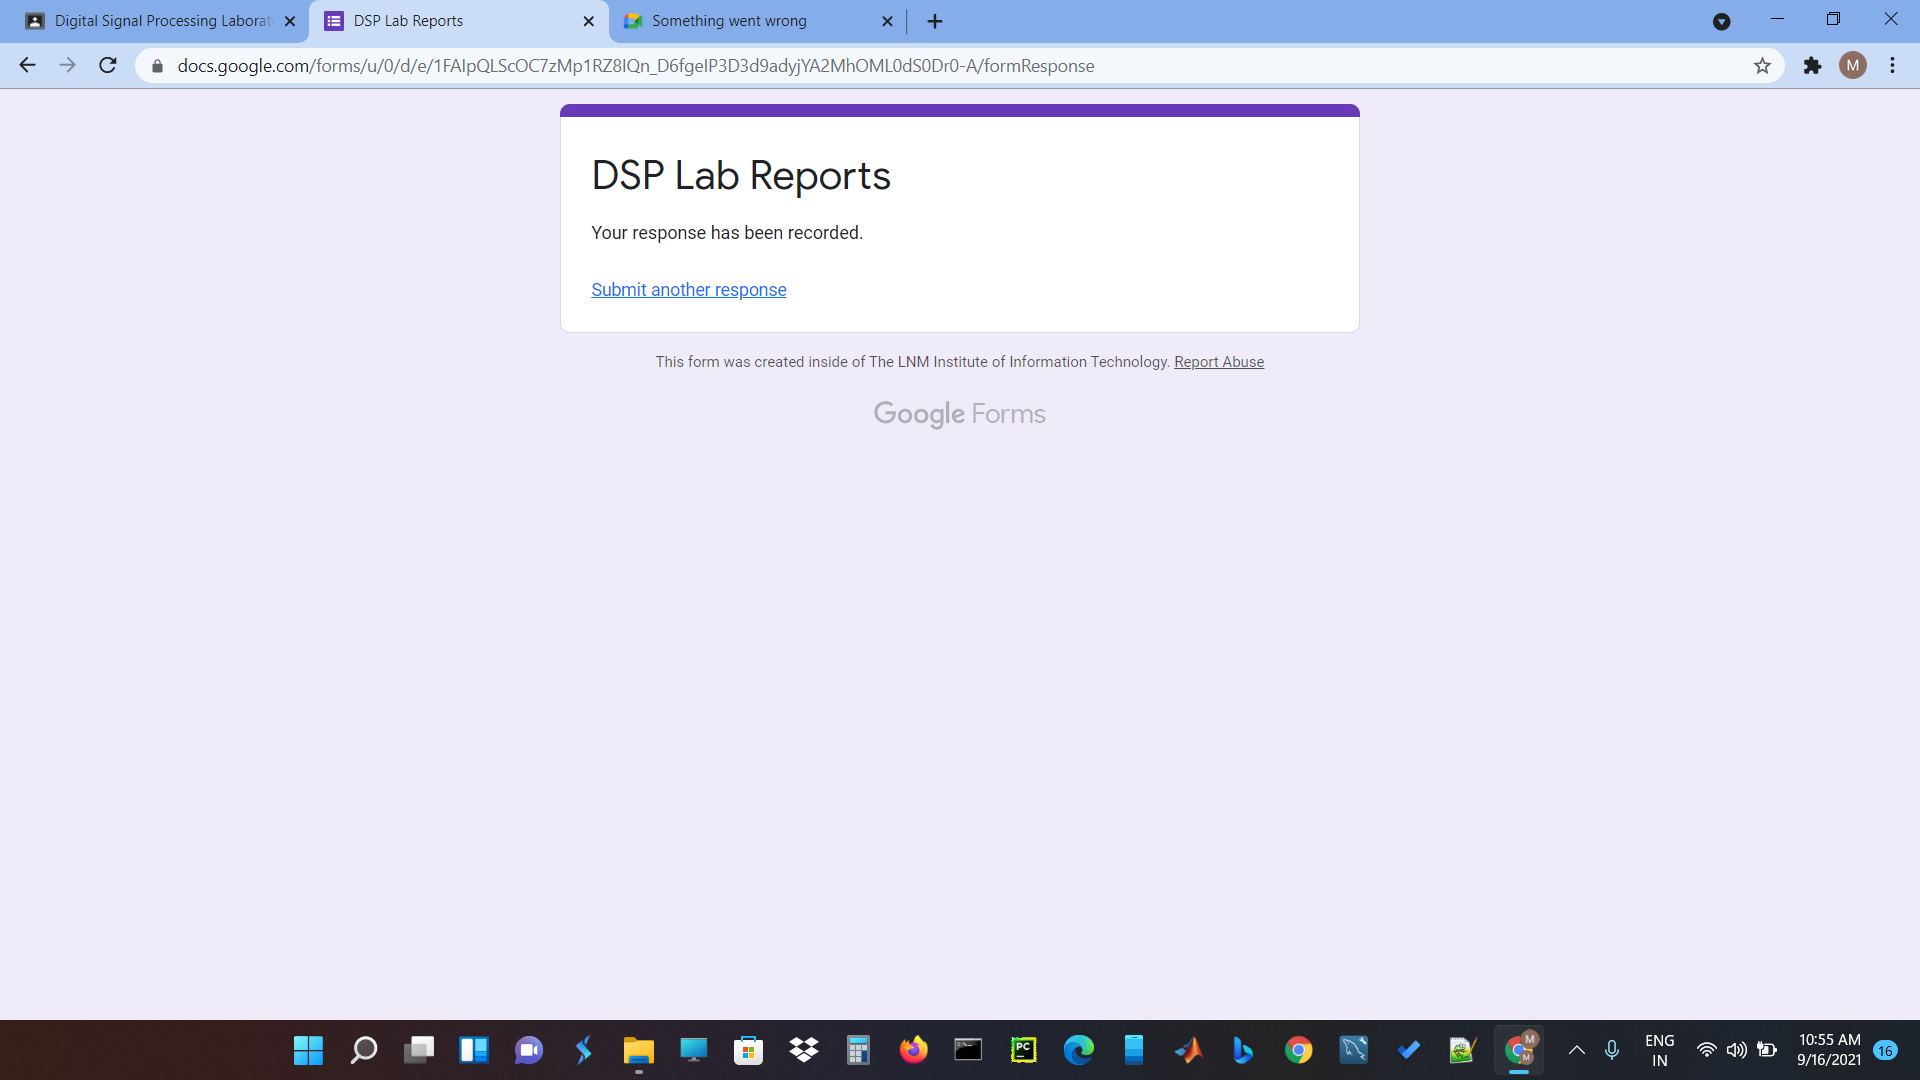 Digital Signal Processing Laborat
DSP Lab Reports
Something went wrong
docs.google.com/forms/u/0/d/e/1FAIpQLScOC7zMp1RZ8IQn_D6fgeIP3D3d9adyjYA2MhOML0dS0Dr0-A/formResponse
M
DSP Lab Reports
Your response has been recorded.
Submit another response
This form was created inside of The LNM Institute of Information Technology. Report Abuse
Google Forms
PC
M
M
ENG
IN
10:55 AM
9/16/2021
16